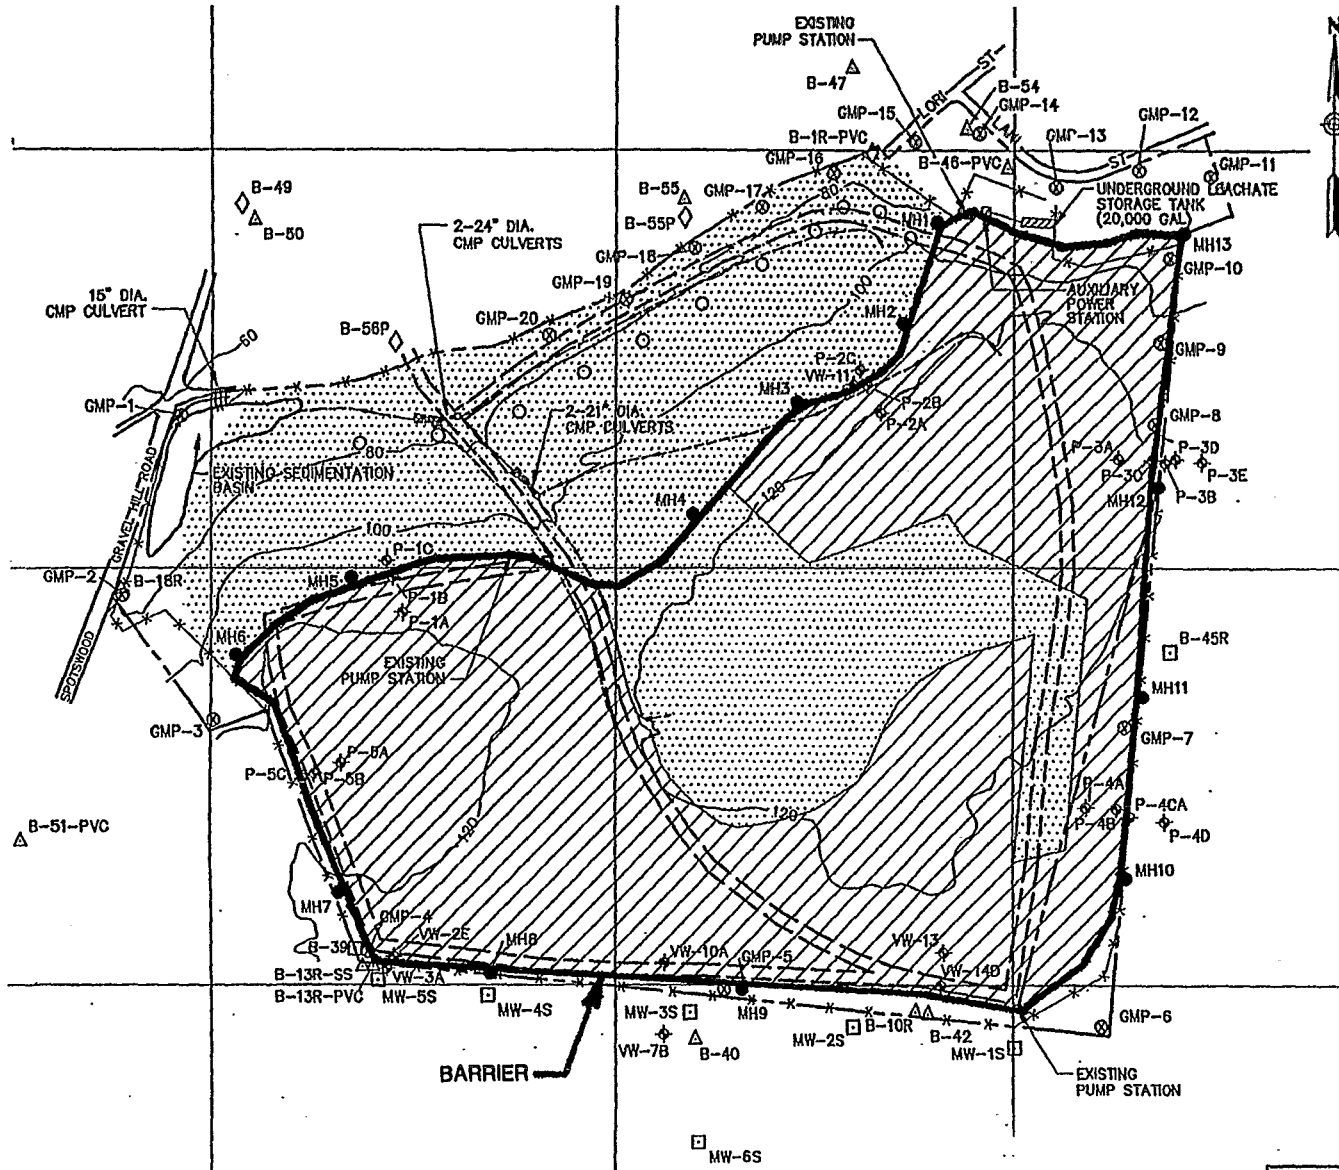 EXISTING
PUMP STATION
N
B-47
LORI ST
B-54
GMP-14
GMP-15
GMP-12
LANI ST
GMP-13
B-1R-PVC
GMP-16
B-46-PVC
GMP-11
B-49
B-50
B-55
GMP-17
80
UNDERGROUND LEACHATE
STORAGE TANK
(20,000 GAL)
B-55P
MH1
2-24" DIA.
CMP CULVERTS
MH13
GMP-18
GMP-10
15" DIA.
CMP CULVERT
GMP-19
100
AUXILIARY
POWER
STATION
60
B-56P
GMP-20
MH2
GMP-9
P-2C
VW-11
MH3
P-2B
GMP-1
2-21" DIA.
CMP CULVERTS
P-2A
GMP-8
80
P-3A
P-3D
P-3C
P-3E
EXISTING SEDIMENTATION
BASIN
120
MH12
P-3B
GRAVEL HILL ROAD
SPOTSWOOD
MH4
100
P-1C
GMP-2
B-18R
MH5
P-1B
P-1A
MH6
EXISTING
PUMP STATION
B-45R
MH11
GMP-3
GMP-7
P-5A
P-5C
P-5B
P-4A
P-4CA
120
120
P-4B
P-4D
B-51-PVC
MH10
MH7
GMP-4
VW-2E
MH8
B-39
VW-10A
GMP-5
VW-13
B-13R-SS
VW-3A
VW-14D
B-13R-PVC
MW-5S
MW-4S
MW-3S
MH9
B-10R
GMP-6
MW-2S
B-42
VW-7B
B-40
MW-1S
BARRIER
EXISTING
PUMP STATION
MW-6S